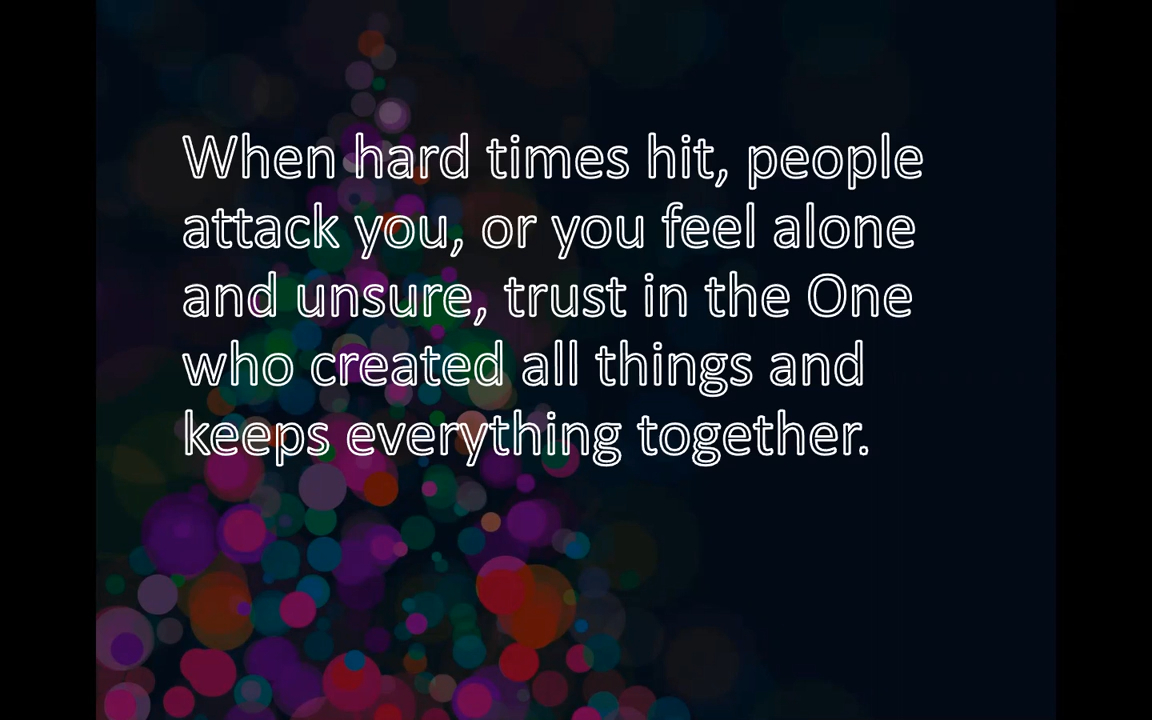 When hard times hit, people
attack you, or you feel alone
and unsure, trust in the One
who created all things and
keeps everything together.